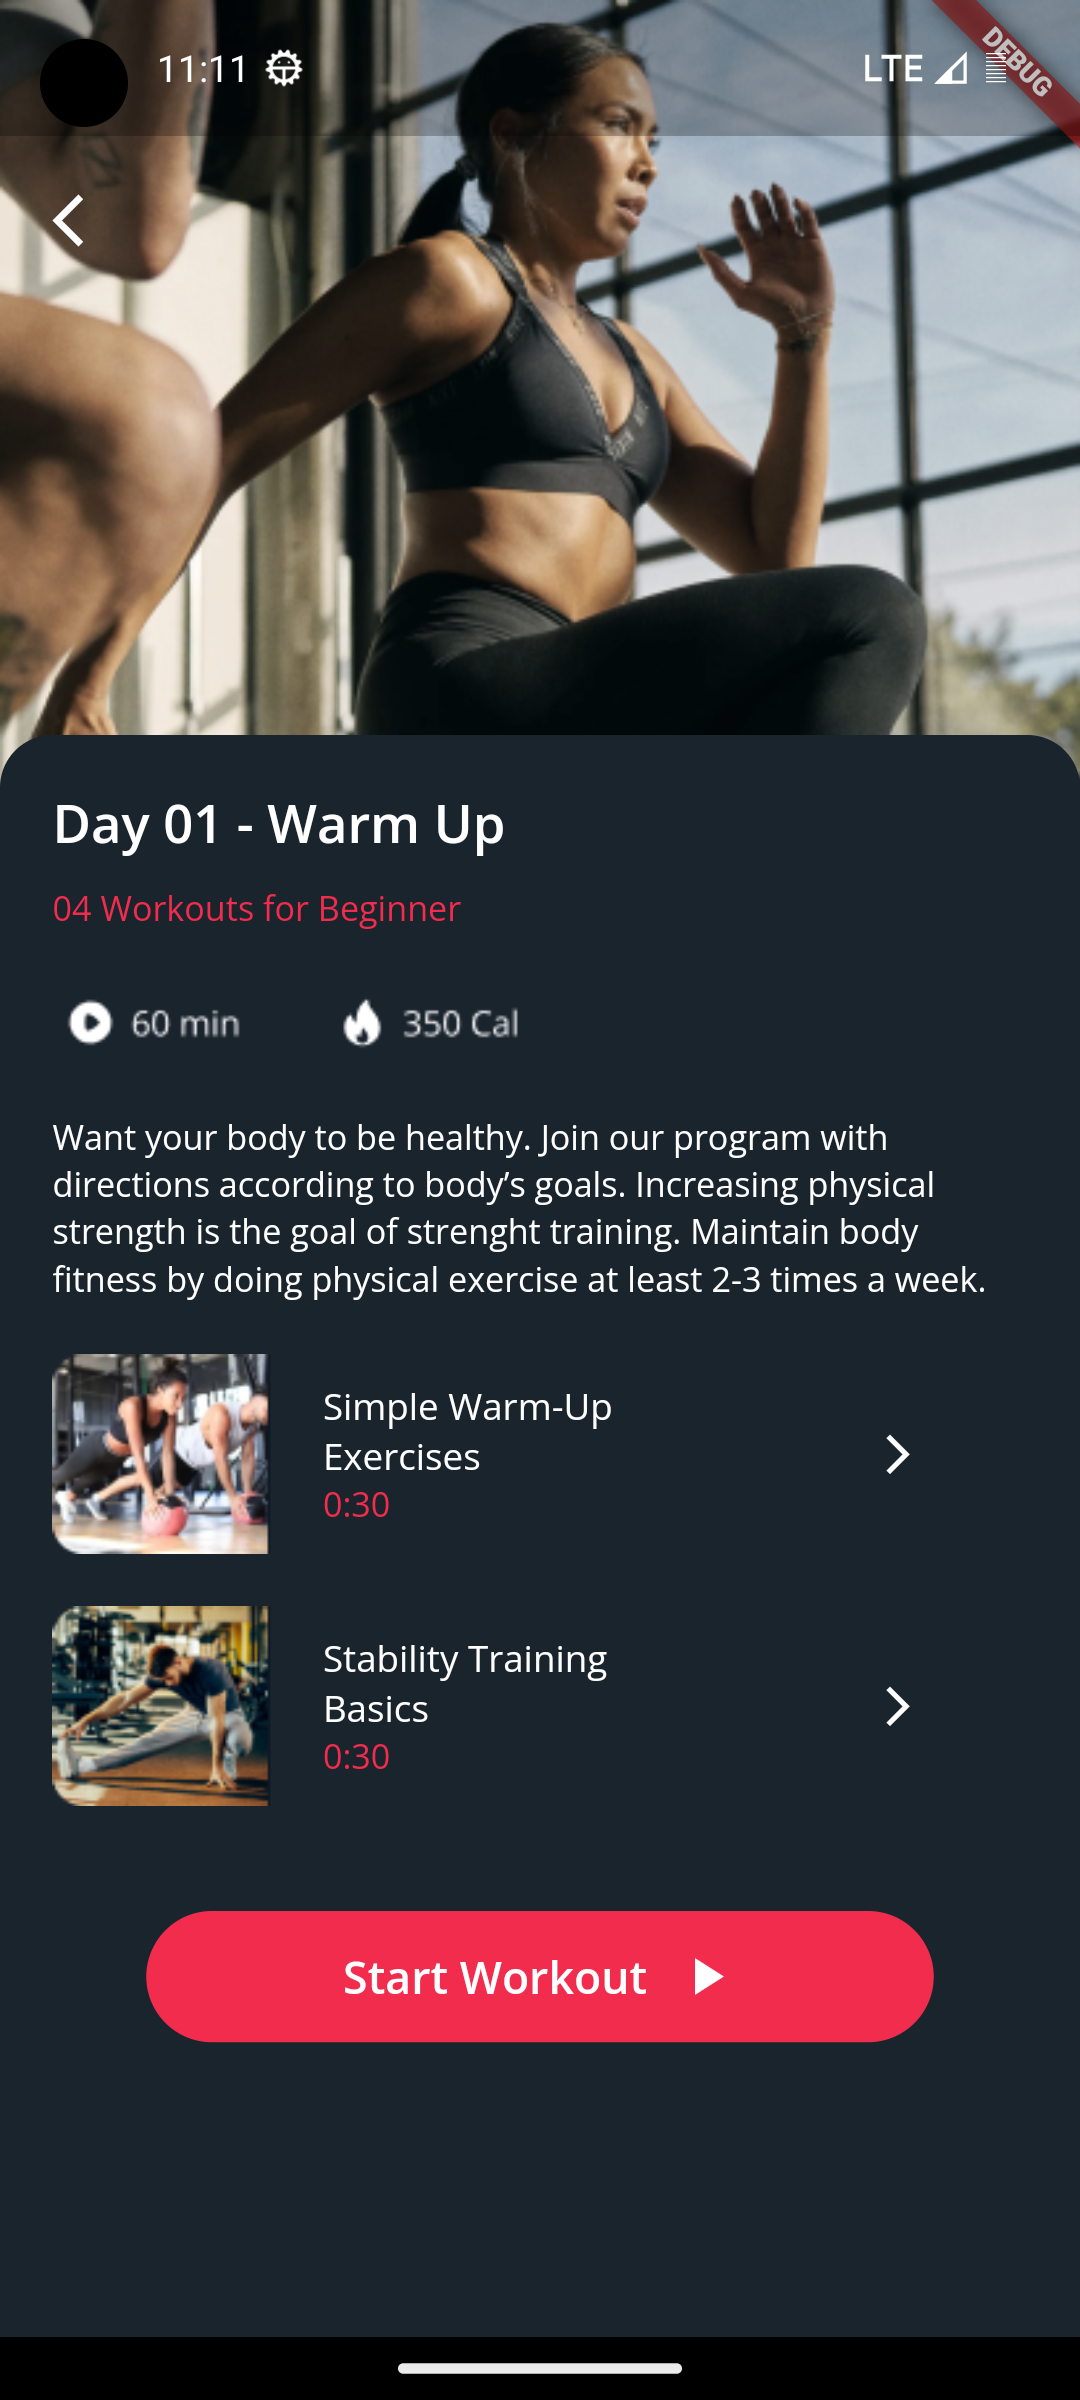 11:11
LTE
DEBUG
Day 01 - Warm Up
04 Workouts for Beginner
60 min
350 Cal
Want your body to be healthy. Join our program with
directions according to body’s goals. Increasing physical
strength is the goal of strenght training. Maintain body
fitness by doing physical exercise at least 2-3 times a week.
Simple Warm-Up
Exercises
0:30
Stability Training
Basics
0:30
Start Workout